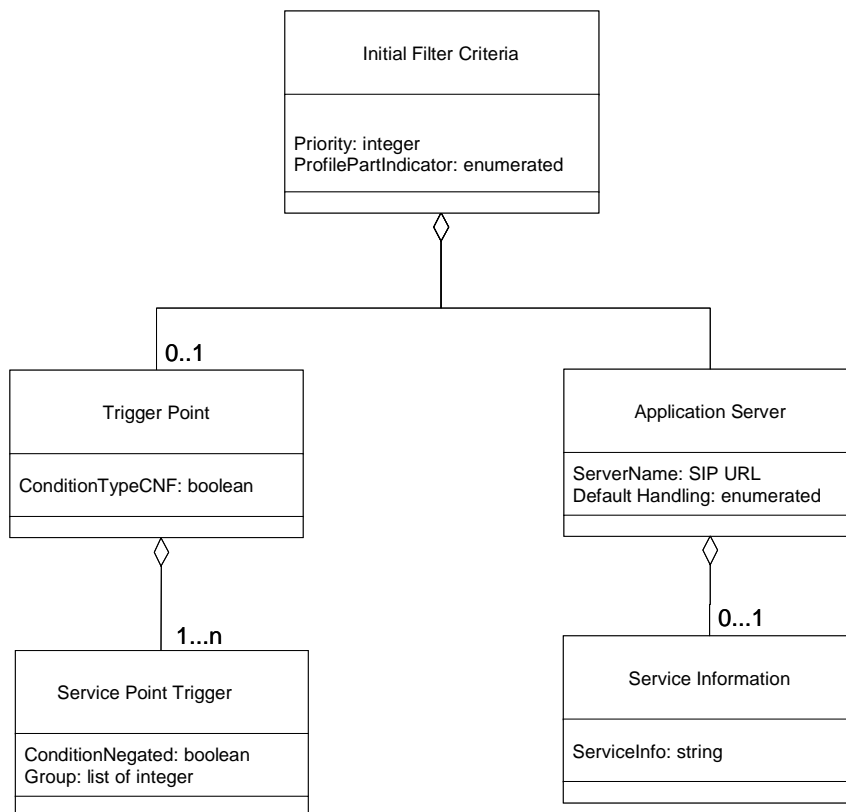 Initial Filter Criteria
Priority: integer
ProfilePartIndicator: enumerated
0..1
Trigger Point
ConditionTypeCNF: boolean
Application Server
ServerName: SIP URL
Default Handling: enumerated
1...n
0...1
Service Point Trigger
ConditionNegated: boolean
Group: list of integer
Service Information
ServiceInfo: string